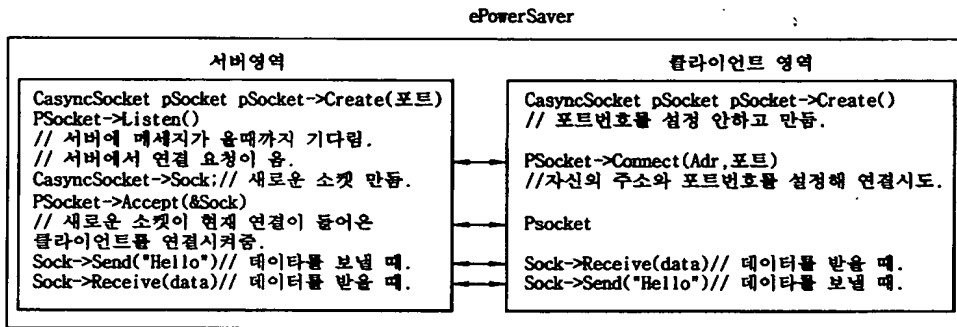 ePowerSaver
서버영역
CasyncSocket pSocket pSocket->Create(포트)
PSocket->Listen()
// 서버에 메세지가 올때까지 기다림.
// 서버에서 연결 요청이 옴.
CasyncSocket->Sock;// 새로운 소켓 만듬.
PSocket->Accept(&Sock)
// 새로운 소켓이 현재 연결이 들어온
클라이언트를 연결시켜줌.
Sock->Send("Hello")// 데이타를 보낼 때.
Sock->Receive(data)// 데이터를 받을 때.
클라이언트 영역
CasyncSocket pSocket pSocket->Create()
// 포트번호를 설정 안하고 만듬.
PSocket->Connect(Adr,포트)
//자신의 주소와 포트번호를 설정해 연결시도.
Psocket
Sock->Receive(data)// 데이터를 받을 때.
Sock->Send("Hello")// 데이타를 보낼 때.